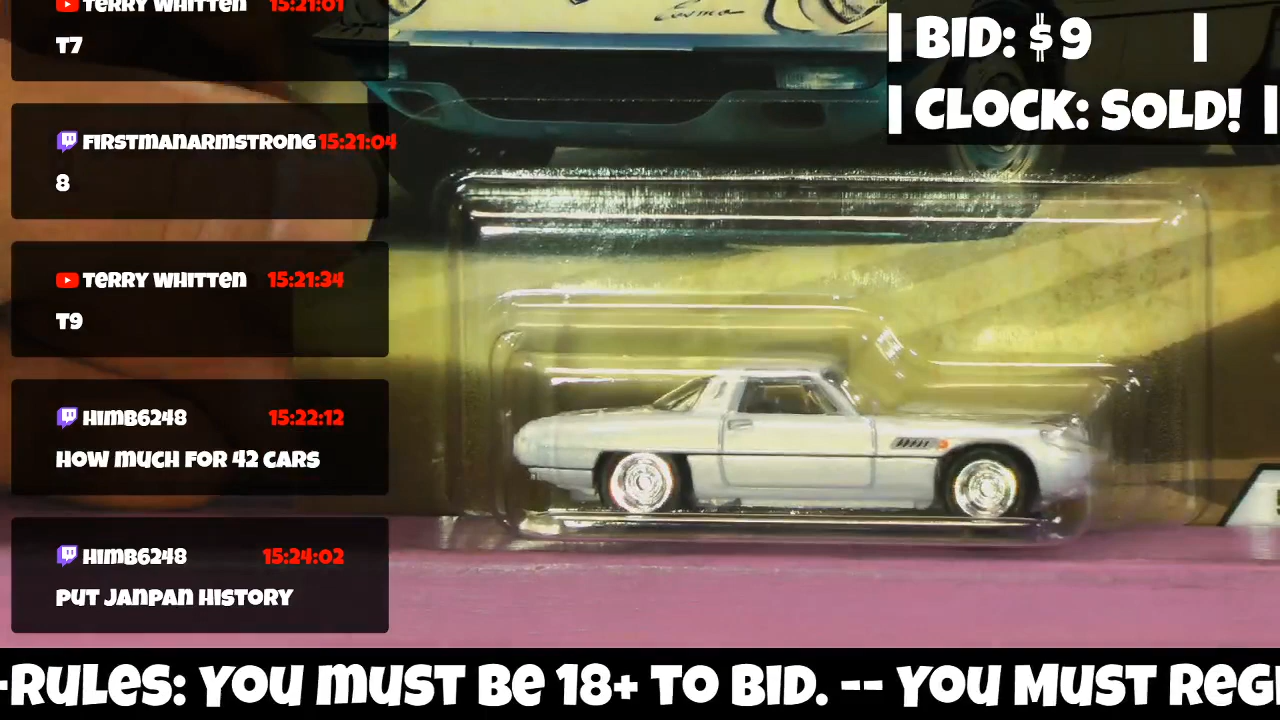 Terry Whitten 15:21:01
T7
FIRSTMANARMSTRONG 15:21:04
8
Terry Whitten 15:21:34
T9
HIMB6248 15:22:12
HOW MUCH FOR 42 CARS
HIMB6248 15:24:02
PUT JANPAN HISTORY
Cosmo
| BID: $9 |
| CLOCK: SOLD! |
-RULES: YOU MUST BE 18+ TO BID. -- YOU MUST REGI